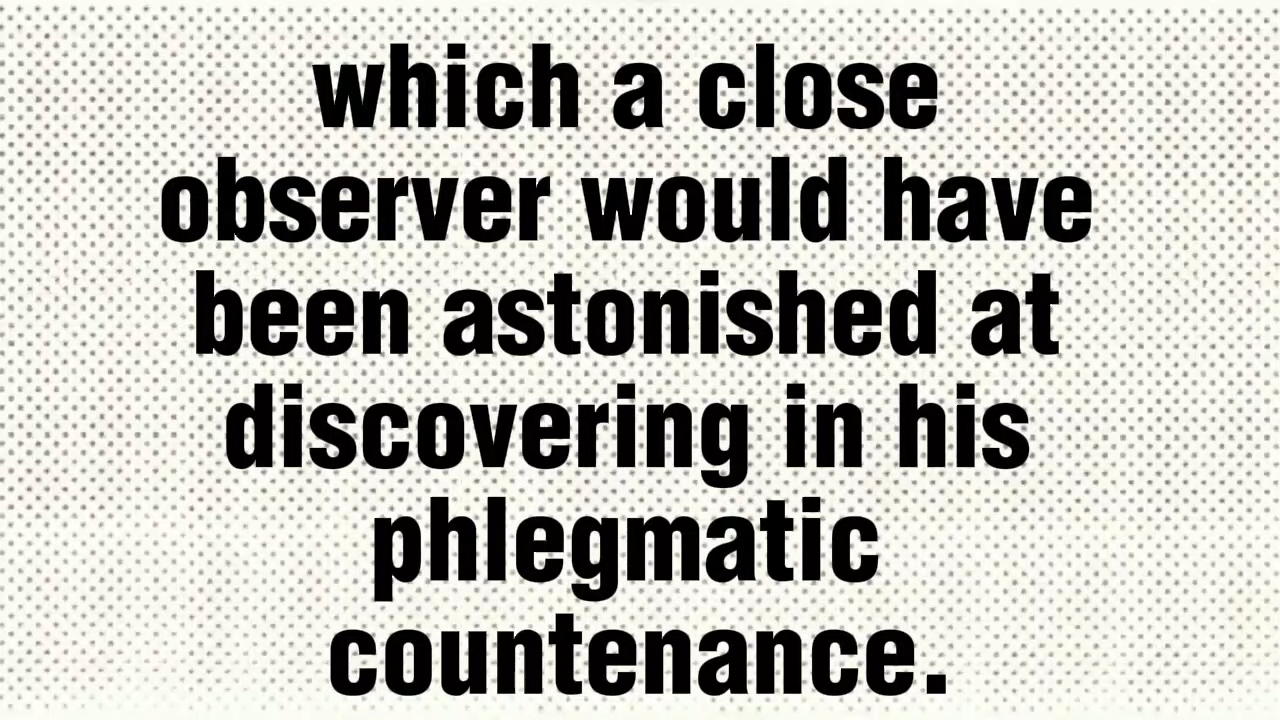 which a close
observer would have
been astonished at
discovering in his
phlegmatic
countenance.